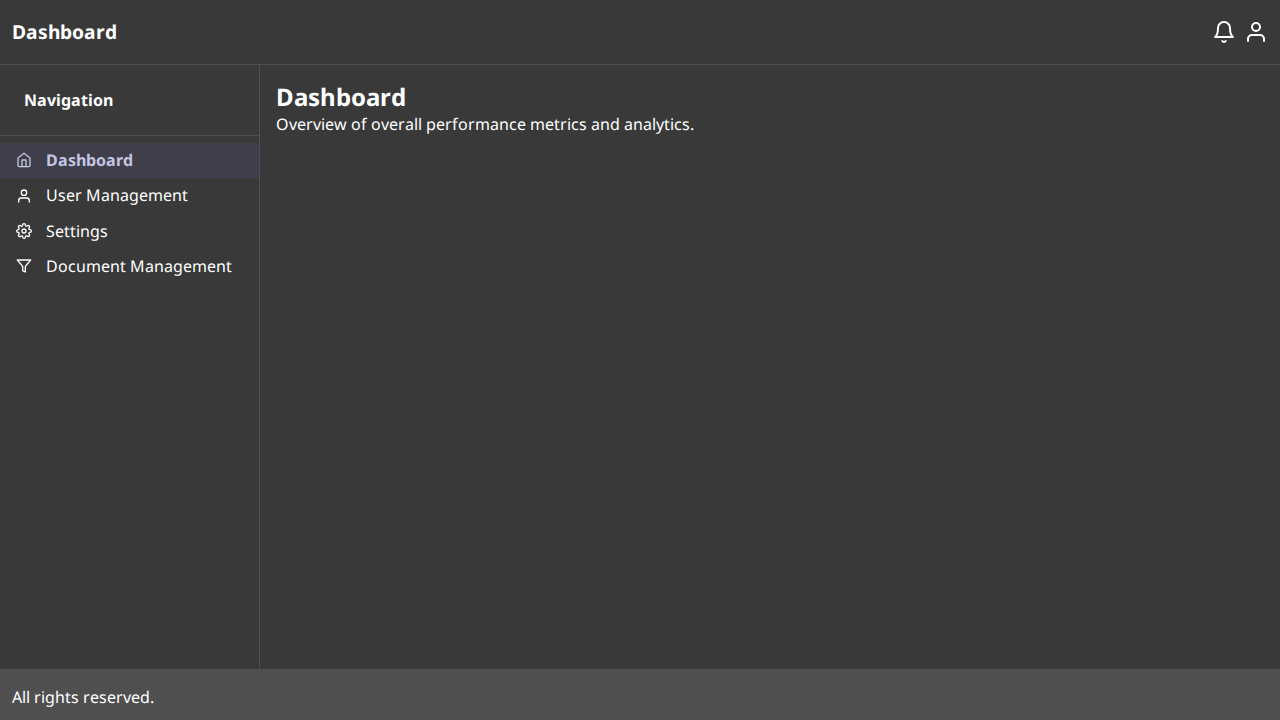 Dashboard
Navigation
Dashboard
User Management
Settings
Document Management
Dashboard
Overview of overall performance metrics and analytics.
All rights reserved.